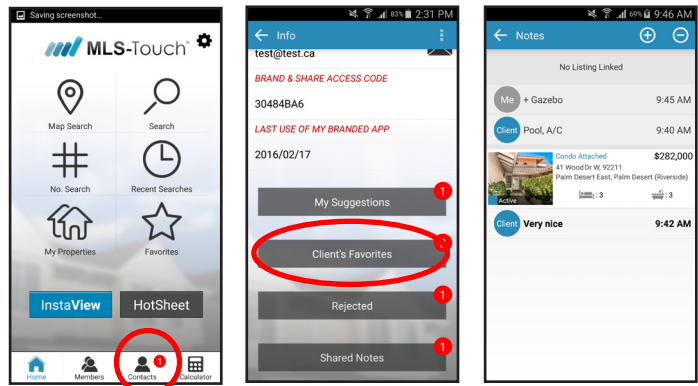 Saving screenshot...
MLS-Touch
Map Search
Search
No. Search
Recent Searches
My Properties
Favorites
InstaView
HotSheet
Home
Members
Contacts
1
Calculator
83% 2:31 PM
Info
test@test.ca
BRAND & SHARE ACCESS CODE
30484BA6
LAST USE OF MY BRANDED APP
2016/02/17
My Suggestions
1
Client's Favorites
Rejected
1
Shared Notes
1
69% 9:46 AM
Notes
No Listing Linked
Me + Gazebo 9:45 AM
Client Pool, A/C 9:40 AM
Condo Attached $282,000
41 Wood Dr W, 92211
Palm Desert East, Palm Desert (Riverside)
Active
: 3 : 3
Client Very nice 9:42 AM